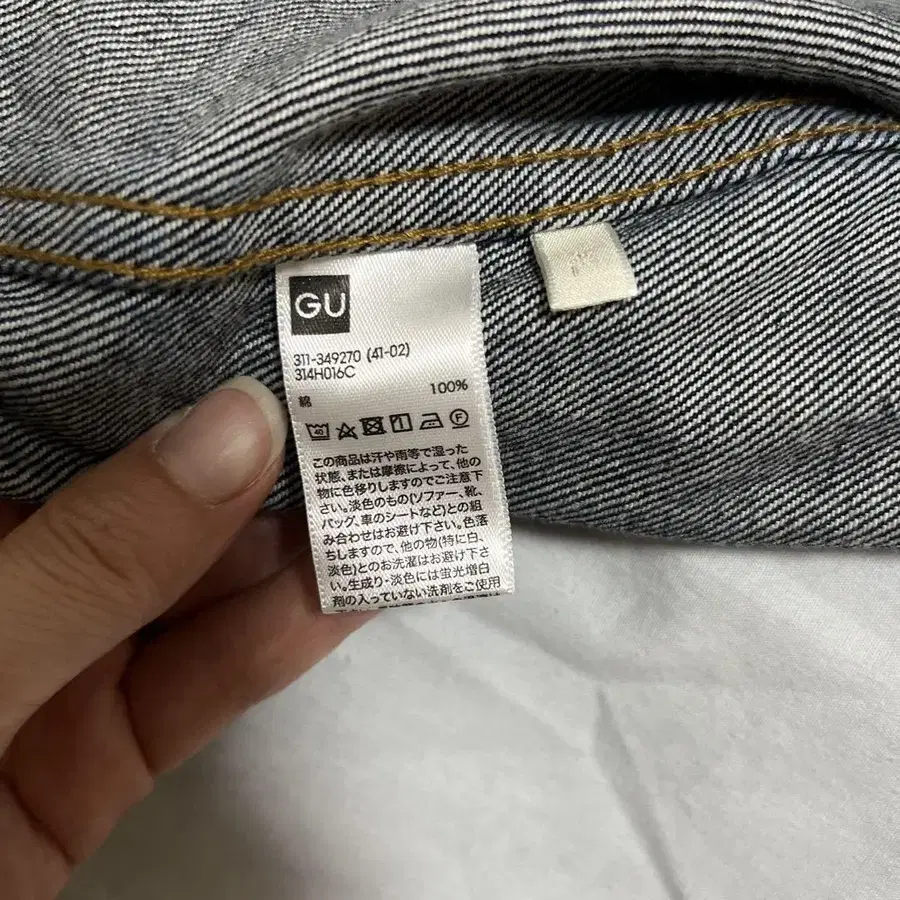 GU
311-349270 (41-02)
314H016C
綿 100%
40
F
この商品は汗や雨等で湿った
状態、または摩擦によって、他の
物に色移りしますのでご注意下
さい。淡色のもの(ソファー、靴、
バッグ、車のシートなど)との組
み合わせはお避け下さい。色落
ちしますので、他の物(特に白、
淡色)とのお洗濯はお避け下さ
い。生成り・淡色には蛍光増白
剤の入っていない洗剤をご使用